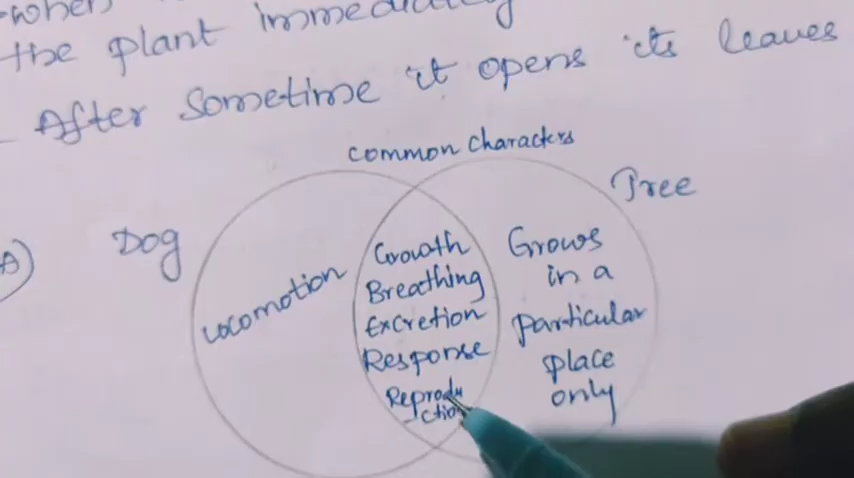 when
the plant immediately
After sometime it opens its leaves
common characters
Tree
Dog
Locomotion
Growth
Breathing
Excretion
Response
Reprodu
-ction
Grows
in a
particular
place
only
A)